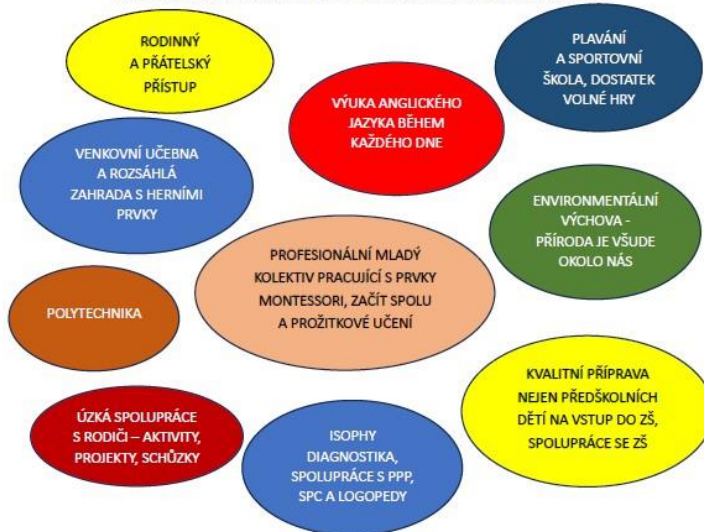 RODINNÝ
A PŘÁTELSKÝ
PŘÍSTUP
VÝUKA ANGLICKÉHO
JAZYKA BĚHEM
KAŽDÉHO DNE
PLAVÁNÍ
A SPORTOVNÍ
ŠKOLA, DOSTATEK
VOLNÉ HRY
VENKOVNÍ UČEBNA
A ROZSÁHLÁ
ZAHRADA S HERNÍMI
PRVKY
ENVIRONMENTÁLNÍ
VÝCHOVA -
PŘÍRODA JE VŠUDE
OKOLO NÁS
PROFESIONÁLNÍ MLADÝ
KOLEKTIV PRACUJÍCÍ S PRVKY
MONTESSORI, ZAČÍT SPOLU
A PROŽITKOVÉ UČENÍ
POLYTECHNIKA
KVALITNÍ PŘÍPRAVA
NEJEN PŘEDŠKOLNÍCH
DĚTÍ NA VSTUP DO ZŠ,
SPOLUPRÁCE SE ZŠ
ÚZKÁ SPOLUPRÁCE
S RODIČI – AKTIVITY,
PROJEKTY, SCHŮZKY
ISOPHY
DIAGNOSTIKA,
SPOLUPRÁCE S PPP,
SPC A LOGOPEDY